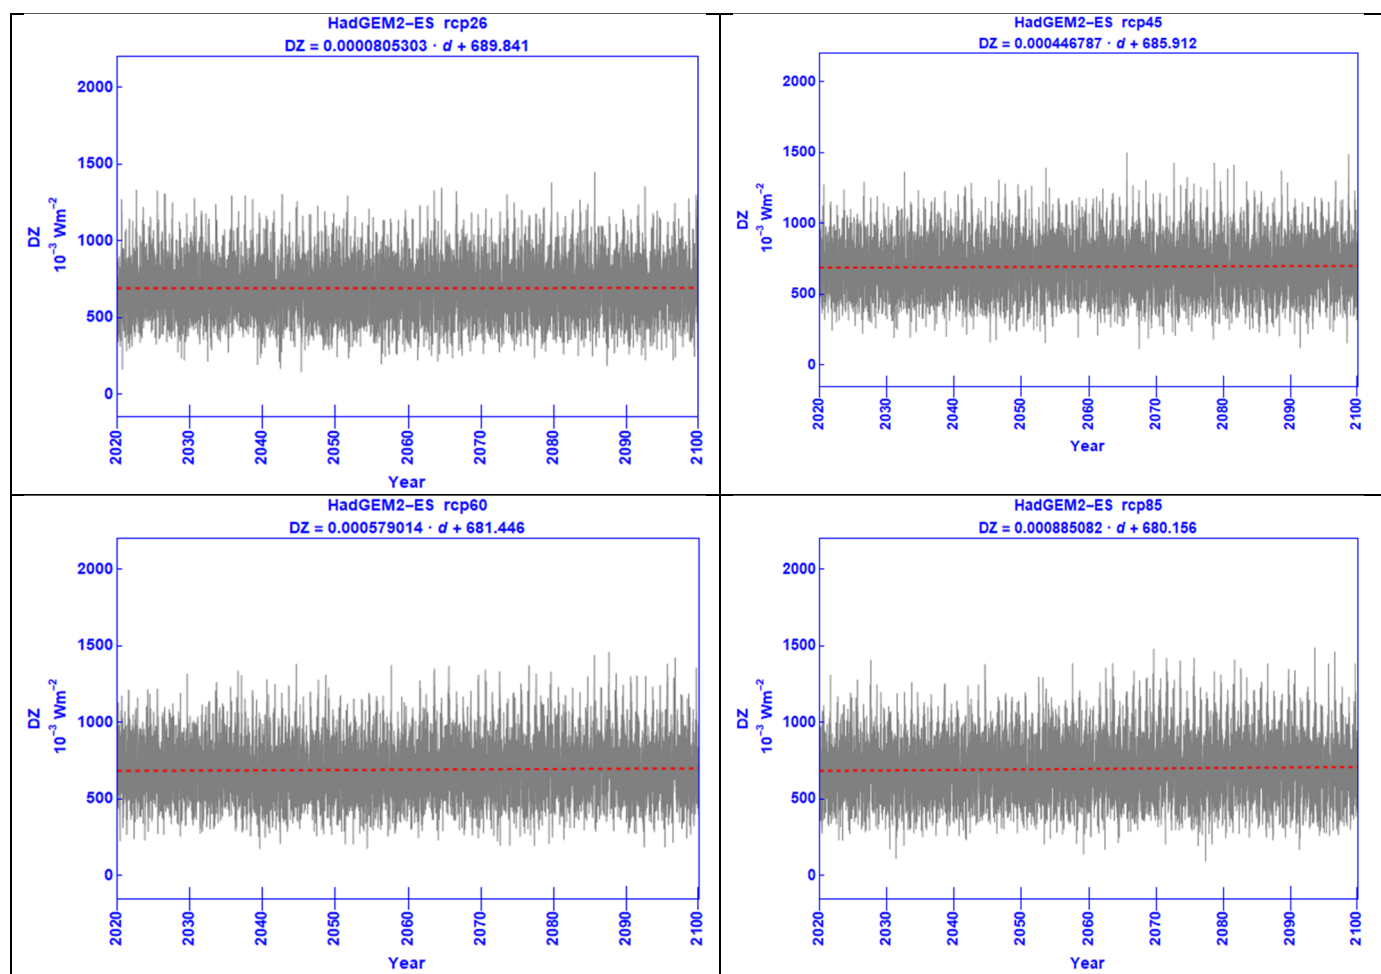 HadGEM2–ES rcp26
DZ = 0.0000805303 · d + 689.841
2000
1500
1000
500
0
DZ
10⁻³ Wm⁻²
2020 2030 2040 2050 2060 2070 2080 2090 2100
Year
HadGEM2–ES rcp45
DZ = 0.000446787 · d + 685.912
2000
1500
1000
500
0
DZ
10⁻³ Wm⁻²
2020 2030 2040 2050 2060 2070 2080 2090 2100
Year
HadGEM2–ES rcp60
DZ = 0.000579014 · d + 681.446
2000
1500
1000
500
0
DZ
10⁻³ Wm⁻²
2020 2030 2040 2050 2060 2070 2080 2090 2100
Year
HadGEM2–ES rcp85
DZ = 0.000885082 · d + 680.156
2000
1500
1000
500
0
DZ
10⁻³ Wm⁻²
2020 2030 2040 2050 2060 2070 2080 2090 2100
Year